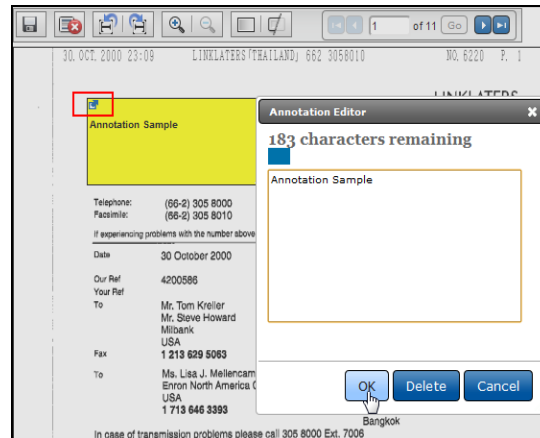 1 of 11 Go
30. OCT. 2000 23:09 LINKLATERS (THAILAND) 662 3058010 NO. 6220 P. 1
LINKLATERS
Annotation Sample
Annotation Editor
183 characters remaining
Annotation Sample
Telephone: (66-2) 305 8000
Facsimile: (66-2) 305 8010
If experiencing problems with the number above
Date 30 October 2000
Our Ref 4200586
Your Ref
To Mr. Tom Kreller
Mr. Steve Howard
Milbank
USA
Fax 1 213 629 5063
To Ms. Lisa J. Mellencam
Enron North America
USA
1 713 646 3393
OK Delete Cancel
Bangkok
In case of transmission problems please call 305 8000 Ext. 7006